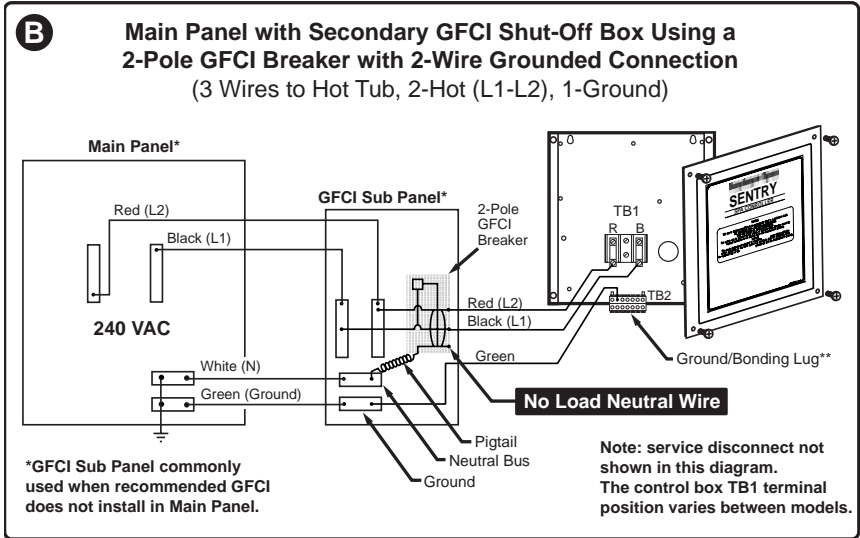 B
Main Panel with Secondary GFCI Shut-Off Box Using a
2-Pole GFCI Breaker with 2-Wire Grounded Connection
(3 Wires to Hot Tub, 2-Hot (L1-L2), 1-Ground)
Main Panel*
Red (L2)
Black (L1)
240 VAC
White (N)
Green (Ground)
GFCI Sub Panel*
2-Pole
GFCI
Breaker
Red (L2)
Black (L1)
Green
TB1
R B
TB2
SENTRY
SPA CONTROLLER
Ground/Bonding Lug**
No Load Neutral Wire
Pigtail
Neutral Bus
Ground
*GFCI Sub Panel commonly
used when recommended GFCI
does not install in Main Panel.
Note: service disconnect not
shown in this diagram.
The control box TB1 terminal
position varies between models.